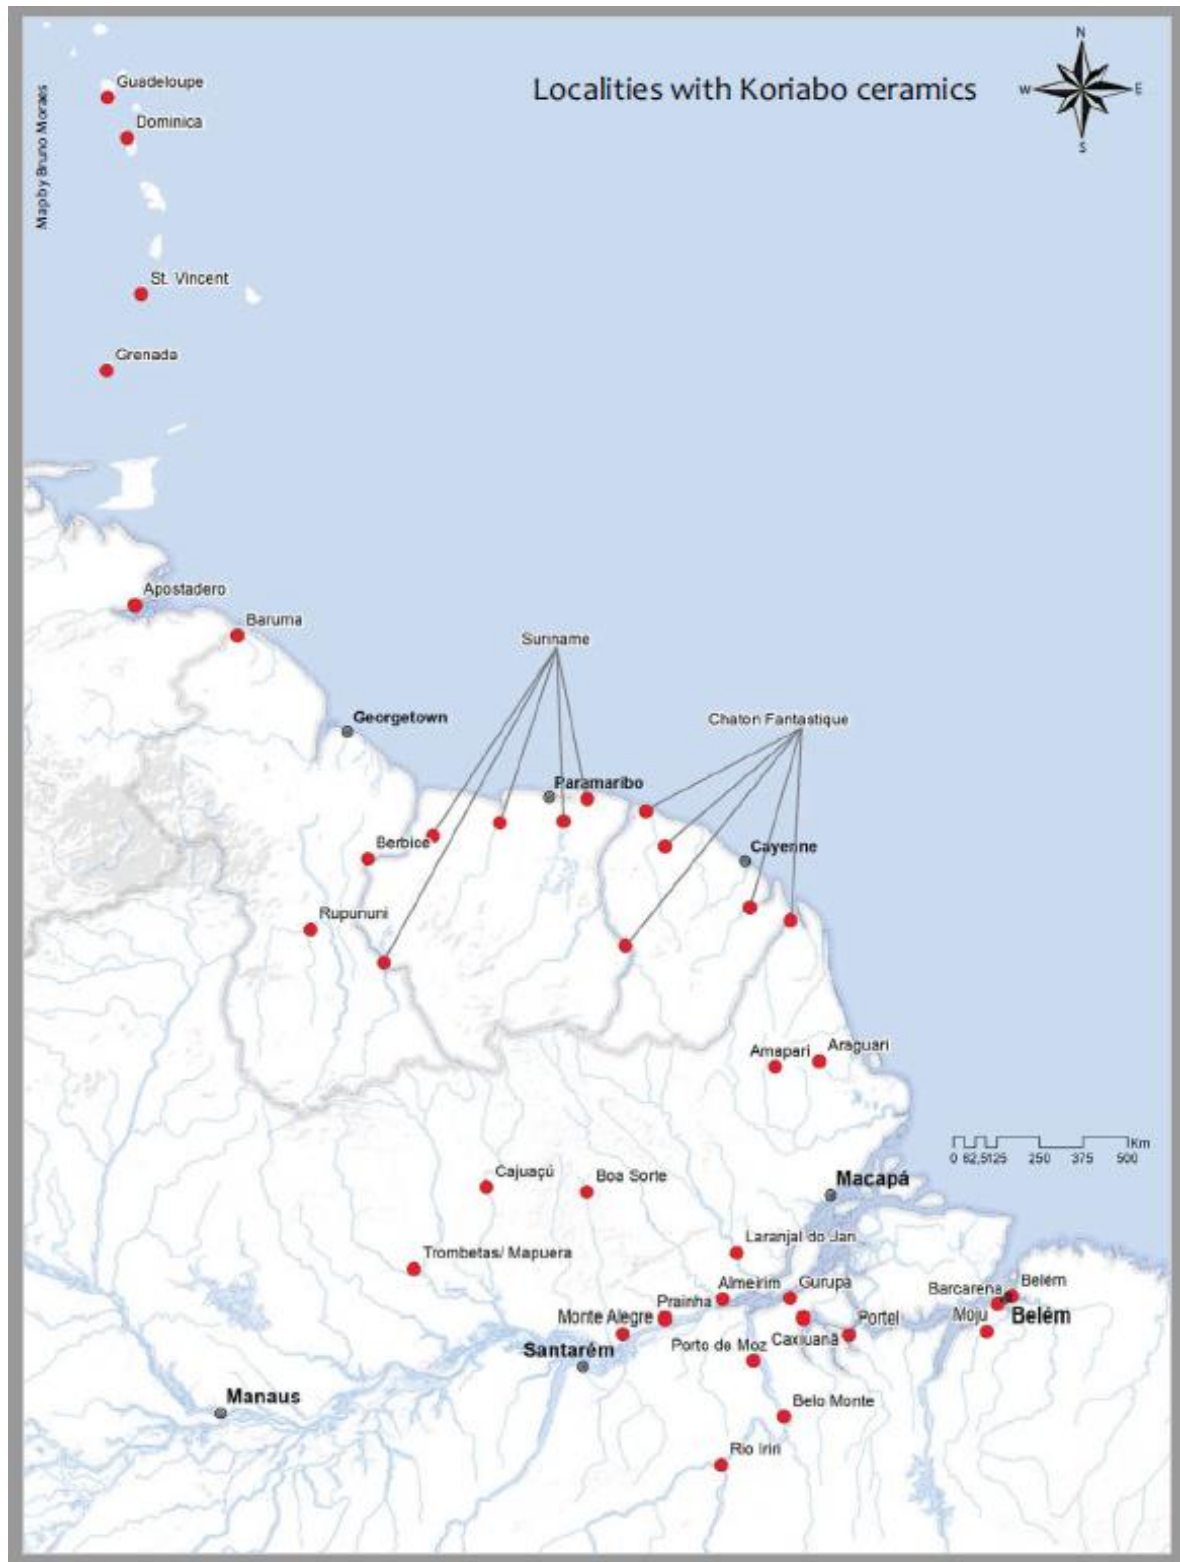 N
Localities with Koriabo ceramics
W
E
S
Map by Bruno Moraes
Guadeloupe
Dominica
St. Vincent
Grenada
Apostadero
Baruma
Suriname
Georgetown
Chaton Fantastique
Paramaribo
Berbice
Cayenne
Rupununi
Amapari
Araguari
Km
0 62,5125 250 375 500
Cajuaçú
Boa Sorte
Macapá
Laranjal do Jari
Trombetas/ Mapuera
Almeirim
Gurupa
Barcarena
Belém
Prainha
Monte Alegre
Portel
Moju
Belém
Santarém
Porto de Moz
Caxiuanã
Manaus
Belo Monte
Rio Iriri